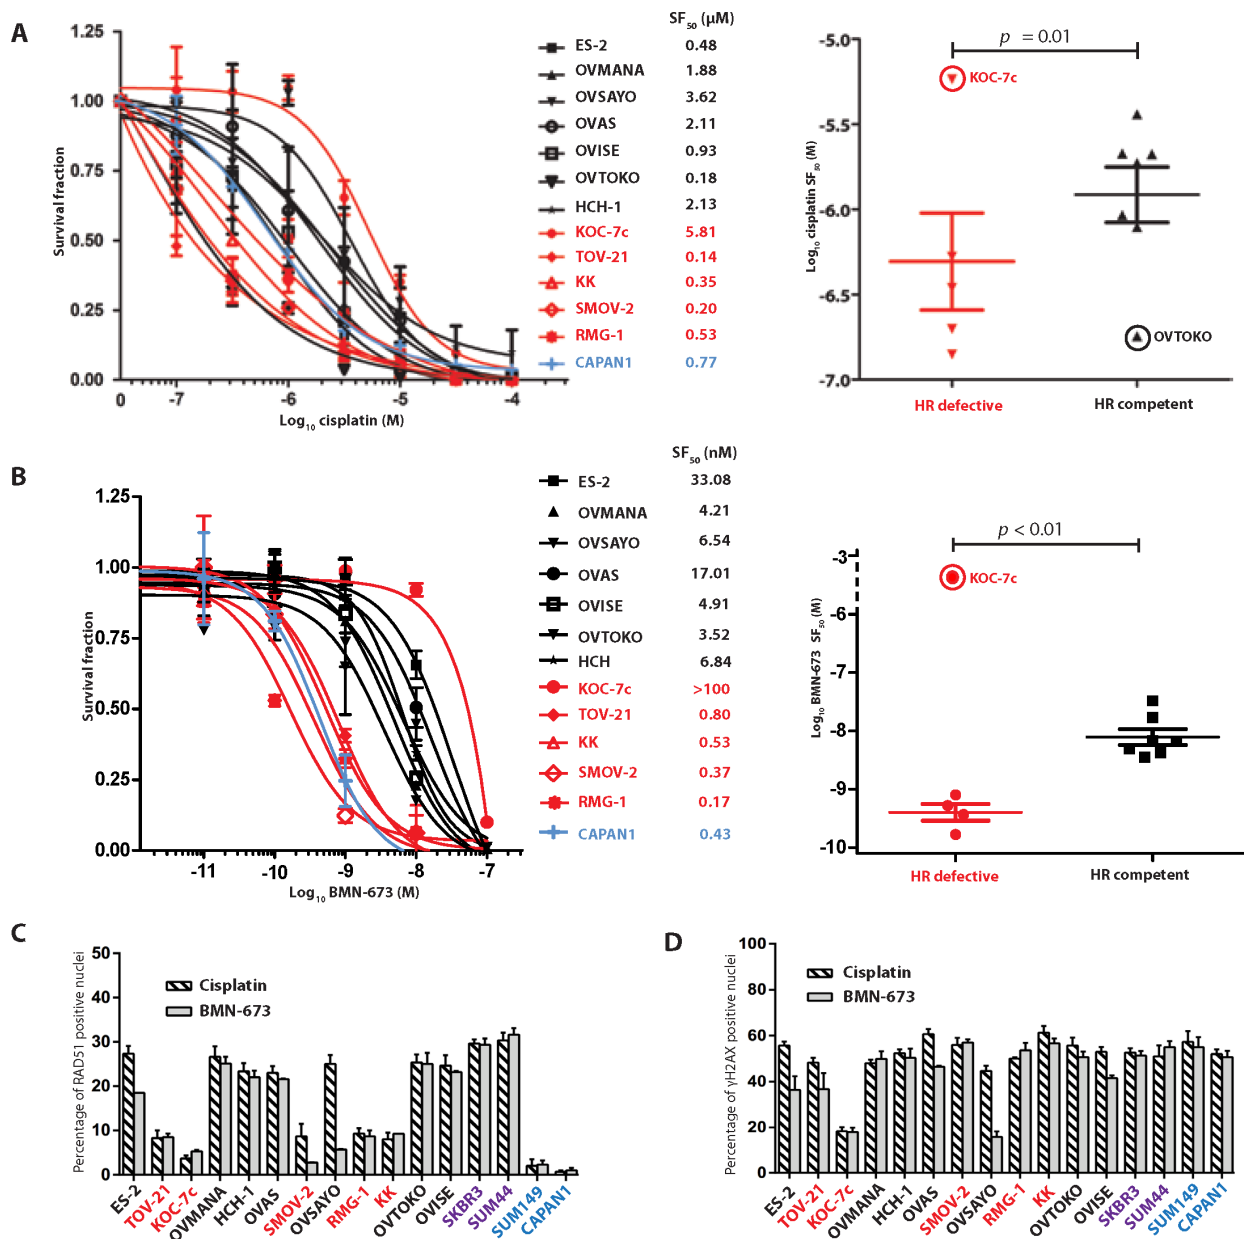 A
SF50 (µM)
1.25
1.00
0.75
0.50
0.25
0.00
Survival fraction
0 -7 -6 -5 -4
Log10 cisplatin (M)
ES-2 0.48
OVMANA 1.88
OVSAYO 3.62
OVAS 2.11
OVISE 0.93
OVTOKO 0.18
HCH-1 2.13
KOC-7c 5.81
TOV-21 0.14
KK 0.35
SMOV-2 0.20
RMG-1 0.53
CAPAN1 0.77
p = 0.01
-5.0
-5.5
-6.0
-6.5
-7.0
Log10 cisplatin SF50 (M)
KOC-7c
OVTOKO
HR defective HR competent
B
SF50 (nM)
1.25
1.00
0.75
0.50
0.25
0.00
Survival fraction
-11 -10 -9 -8 -7
Log10 BMN-673 (M)
ES-2 33.08
OVMANA 4.21
OVSAYO 6.54
OVAS 17.01
OVISE 4.91
OVTOKO 3.52
HCH 6.84
KOC-7c >100
TOV-21 0.80
KK 0.53
SMOV-2 0.37
RMG-1 0.17
CAPAN1 0.43
p < 0.01
-3
-6
-7
-8
-9
-10
Log10 BMN-673 SF50 (M)
KOC-7c
HR defective HR competent
C
50
40
30
20
10
0
Percentage of RAD51 positive nuclei
Cisplatin
BMN-673
ES-2 TOV-21 KOC-7c OVMANA HCH-1 OVAS SMOV-2 OVSAYO RMG-1 KK OVTOKO OVISE SKBR3 SUM44 SUM149 CAPAN1
D
100
80
60
40
20
0
Percentage of γH2AX positive nuclei
Cisplatin
BMN-673
ES-2 TOV-21 KOC-7c OVMANA HCH-1 OVAS SMOV-2 OVSAYO RMG-1 KK OVTOKO OVISE SKBR3 SUM44 SUM149 CAPAN1